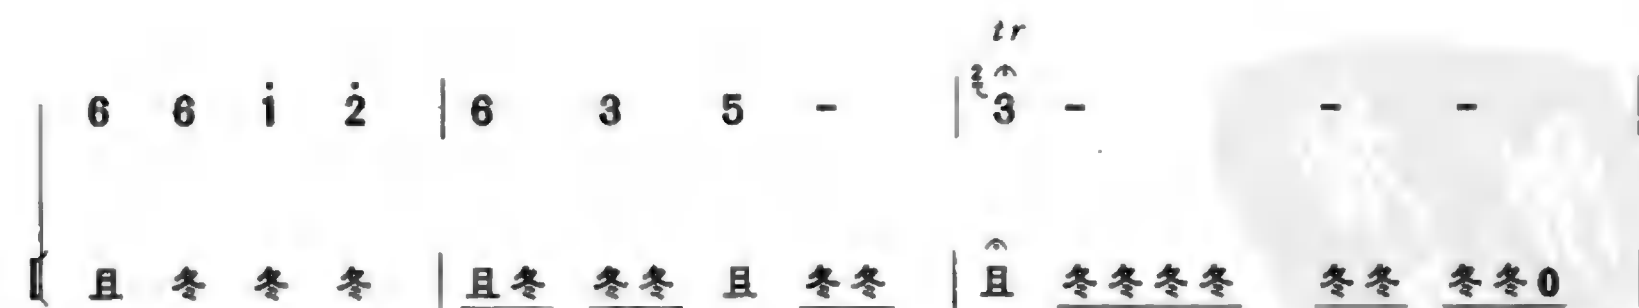 tr
6 6 i 2 | 6 3 5 - | 2 3 - - -
且 冬 冬 冬 | 且冬 冬冬 且 冬冬 | 且 冬冬冬冬 冬冬 冬冬0